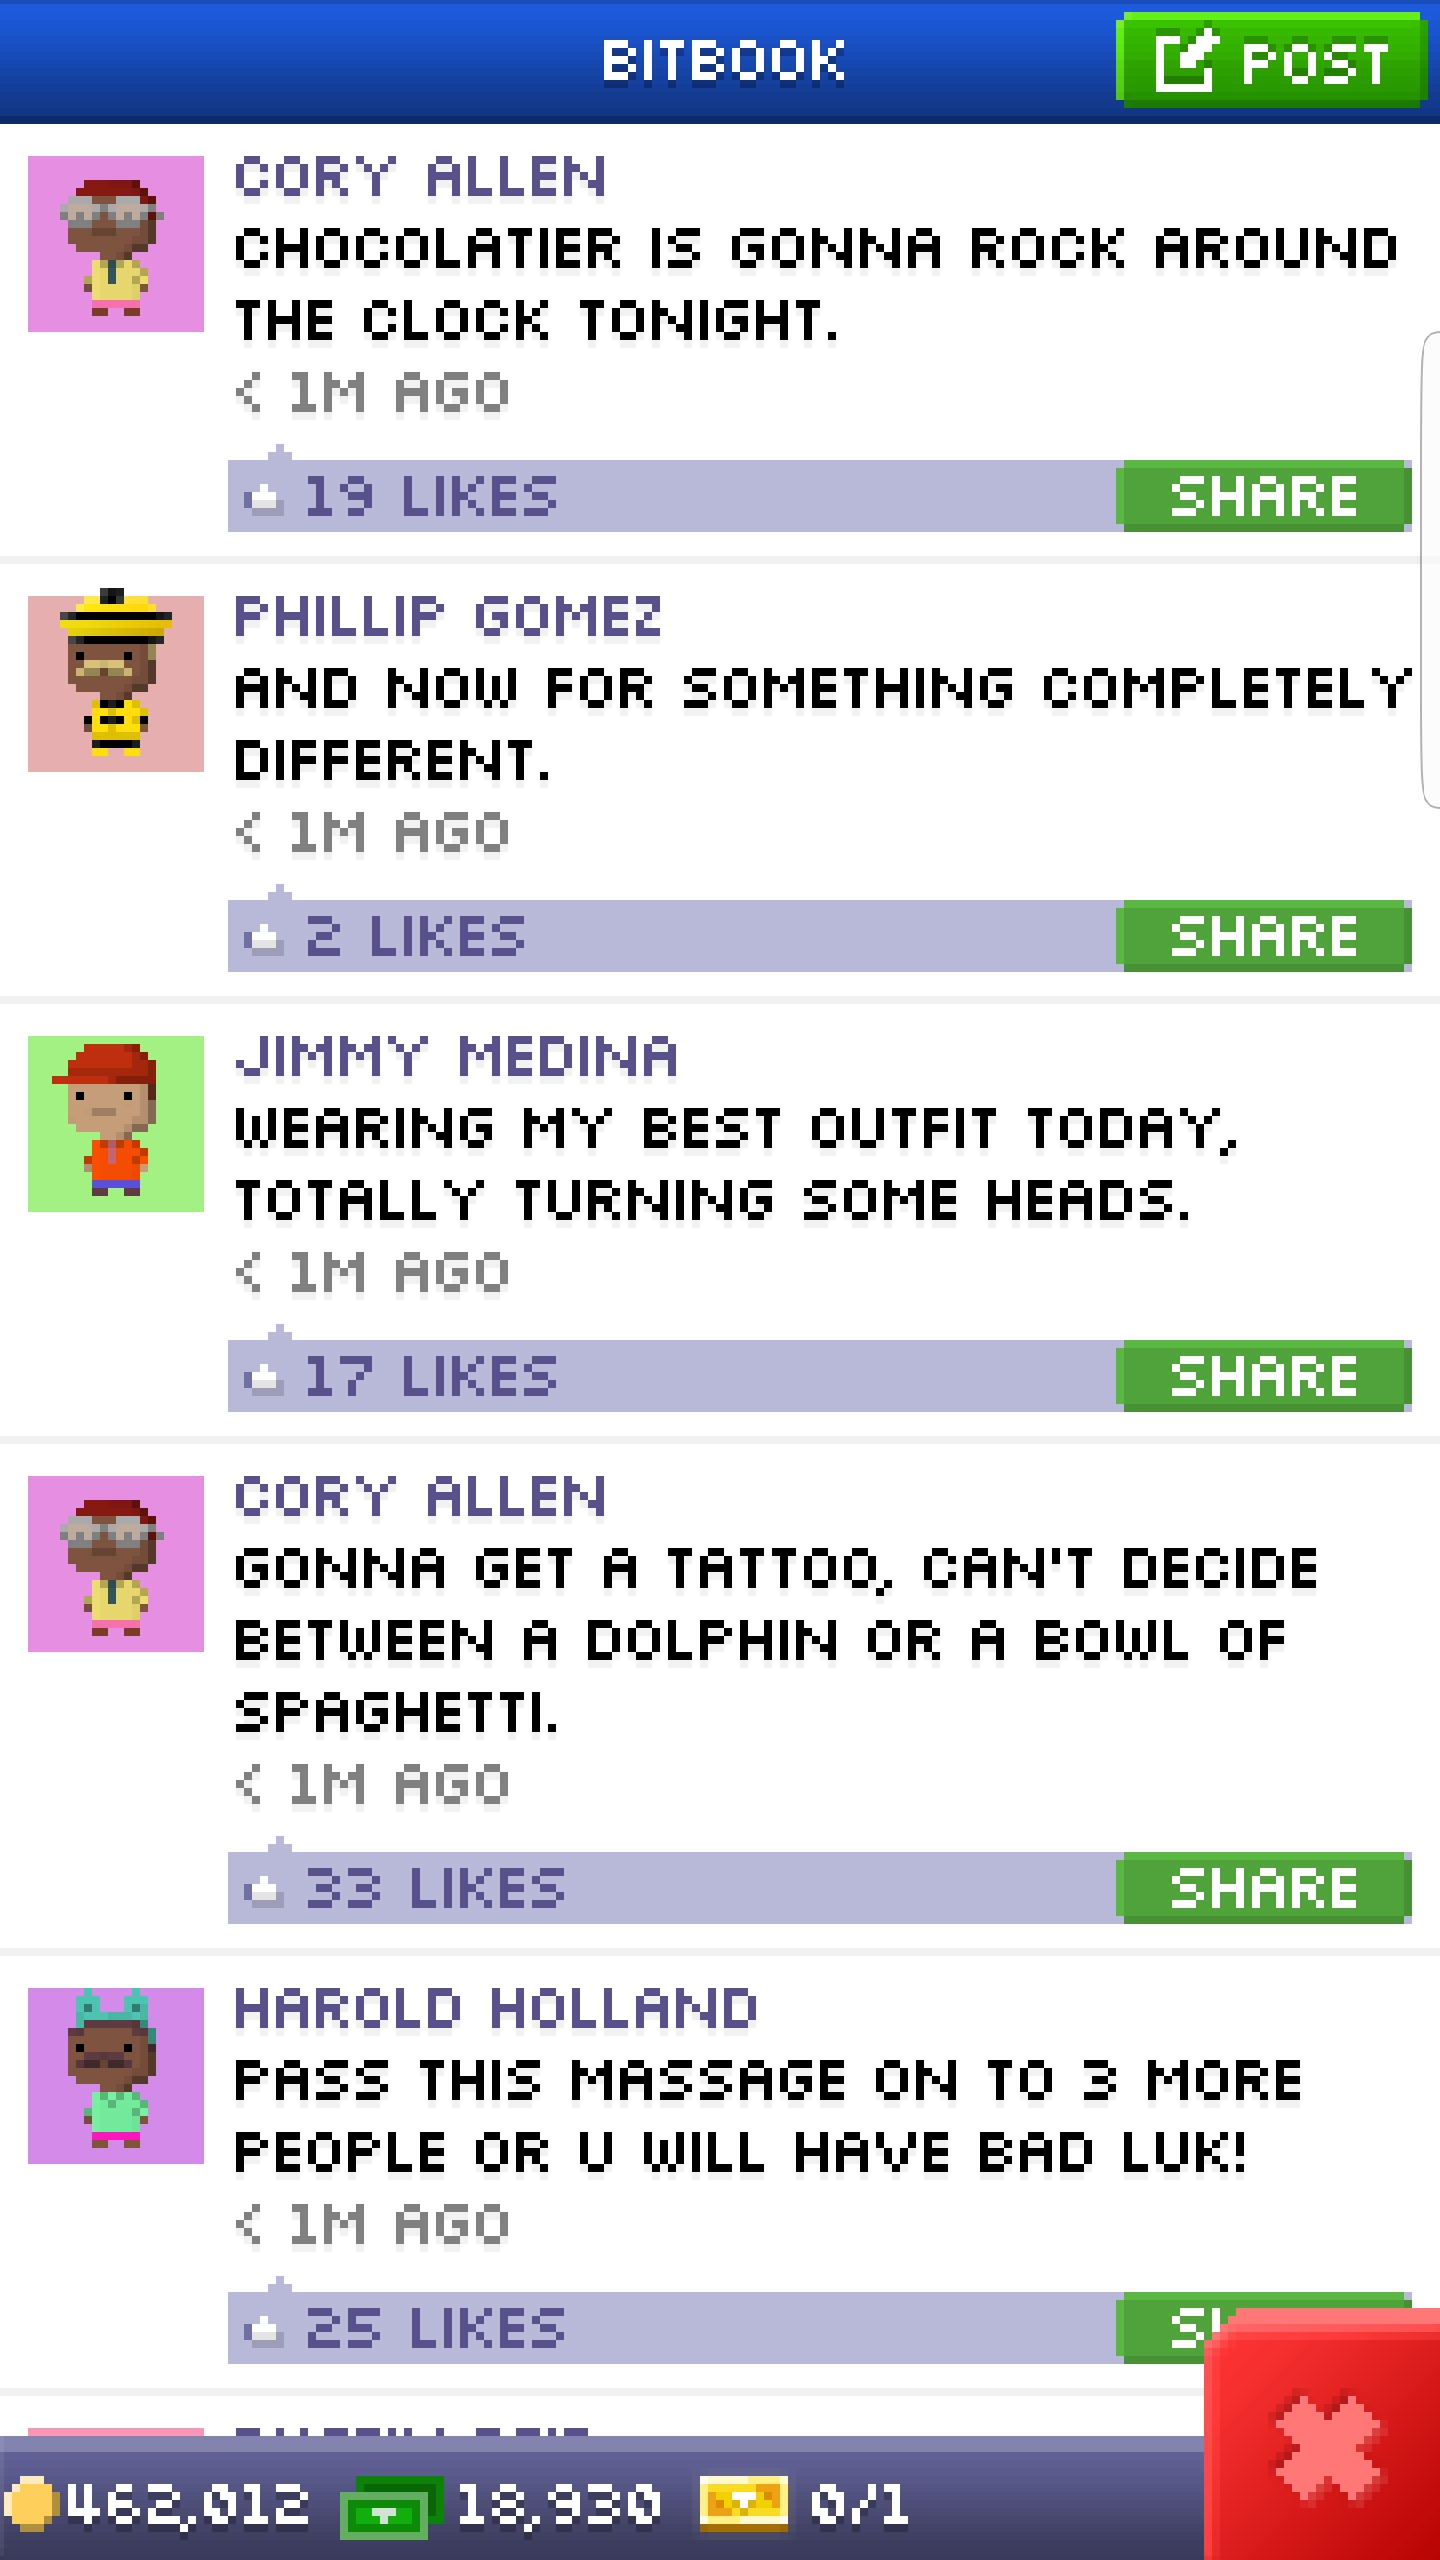 BITBOOK
POST
CORY ALLEN
CHOCOLATIER IS GONNA ROCK AROUND
THE CLOCK TONIGHT.
< 1M AGO
19 LIKES
SHARE
PHILLIP GOMEZ
AND NOW FOR SOMETHING COMPLETELY
DIFFERENT.
< 1M AGO
2 LIKES
SHARE
JIMMY MEDINA
WEARING MY BEST OUTFIT TODAY,
TOTALLY TURNING SOME HEADS.
< 1M AGO
17 LIKES
SHARE
CORY ALLEN
GONNA GET A TATTOO, CAN'T DECIDE
BETWEEN A DOLPHIN OR A BOWL OF
SPAGHETTI.
< 1M AGO
33 LIKES
SHARE
HAROLD HOLLAND
PASS THIS MASSAGE ON TO 3 MORE
PEOPLE OR U WILL HAVE BAD LUK!
< 1M AGO
25 LIKES
462,012
18,930
0/1